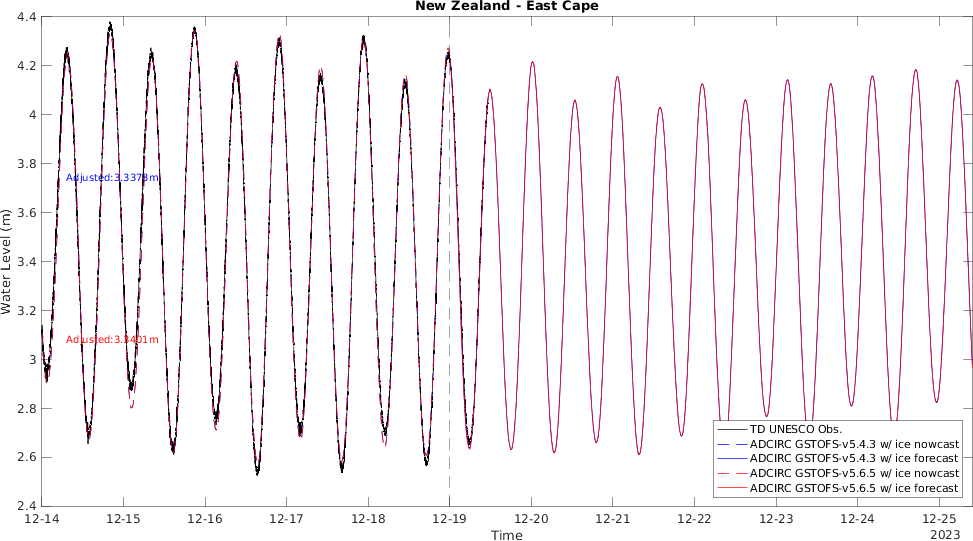 New Zealand - East Cape
4.4
4.2
4
3.8
3.6
3.4
3.2
3
2.8
2.6
2.4
Water Level (m)
Adjusted:3.3373m
Adjusted:3.3401m
TD UNESCO Obs.
ADCIRC GSTOFS-v5.4.3 w/ ice nowcast
ADCIRC GSTOFS-v5.4.3 w/ ice forecast
ADCIRC GSTOFS-v5.6.5 w/ ice nowcast
ADCIRC GSTOFS-v5.6.5 w/ ice forecast
12-14 12-15 12-16 12-17 12-18 12-19 12-20 12-21 12-22 12-23 12-24 12-25
Time
2023